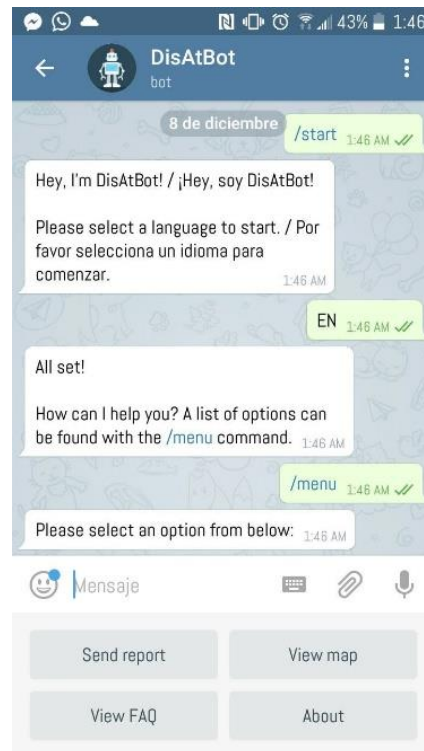 43% 1:46
DisAtBot
bot
8 de diciembre
/start 1:46 AM
Hey, I'm DisAtBot! / ¡Hey, soy DisAtBot!
Please select a language to start. / Por
favor selecciona un idioma para
comenzar. 1:46 AM
EN 1:46 AM
All set!
How can I help you? A list of options can
be found with the /menu command. 1:46 AM
/menu 1:46 AM
Please select an option from below: 1:46 AM
Mensaje
Send report
View map
View FAQ
About